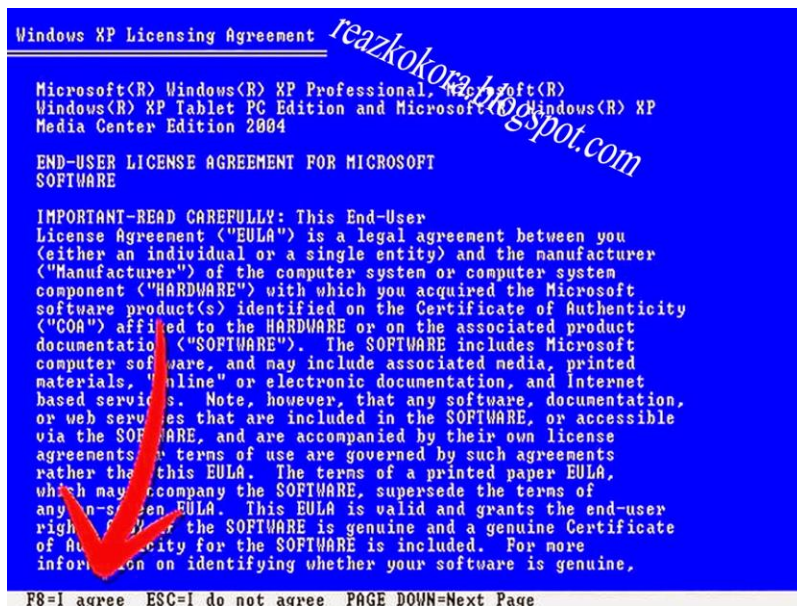 Windows XP Licensing Agreement
reazkokora.blogspot.com
Microsoft(R) Windows(R) XP Professional, Microsoft(R)
Windows(R) XP Tablet PC Edition and Microsoft(R) Windows(R) XP
Media Center Edition 2004
END-USER LICENSE AGREEMENT FOR MICROSOFT
SOFTWARE
IMPORTANT-READ CAREFULLY: This End-User
License Agreement ("EULA") is a legal agreement between you
(either an individual or a single entity) and the manufacturer
("Manufacturer") of the computer system or computer system
component ("HARDWARE") with which you acquired the Microsoft
software product(s) identified on the Certificate of Authenticity
("COA") affixed to the HARDWARE or on the associated product
documentation ("SOFTWARE").  The SOFTWARE includes Microsoft
computer software, and may include associated media, printed
materials, "online" or electronic documentation, and Internet
based services.  Note, however, that any software, documentation,
or web services that are included in the SOFTWARE, or accessible
via the SOFTWARE, and are accompanied by their own license
agreements or terms of use are governed by such agreements
rather than this EULA.  The terms of a printed paper EULA,
which may accompany the SOFTWARE, supersede the terms of
any on-screen EULA.  This EULA is valid and grants the end-user
the SOFTWARE is genuine and a genuine Certificate
of Authenticity for the SOFTWARE is included.  For more
information on identifying whether your software is genuine,
F8=I agree  ESC=I do not agree  PAGE DOWN=Next Page